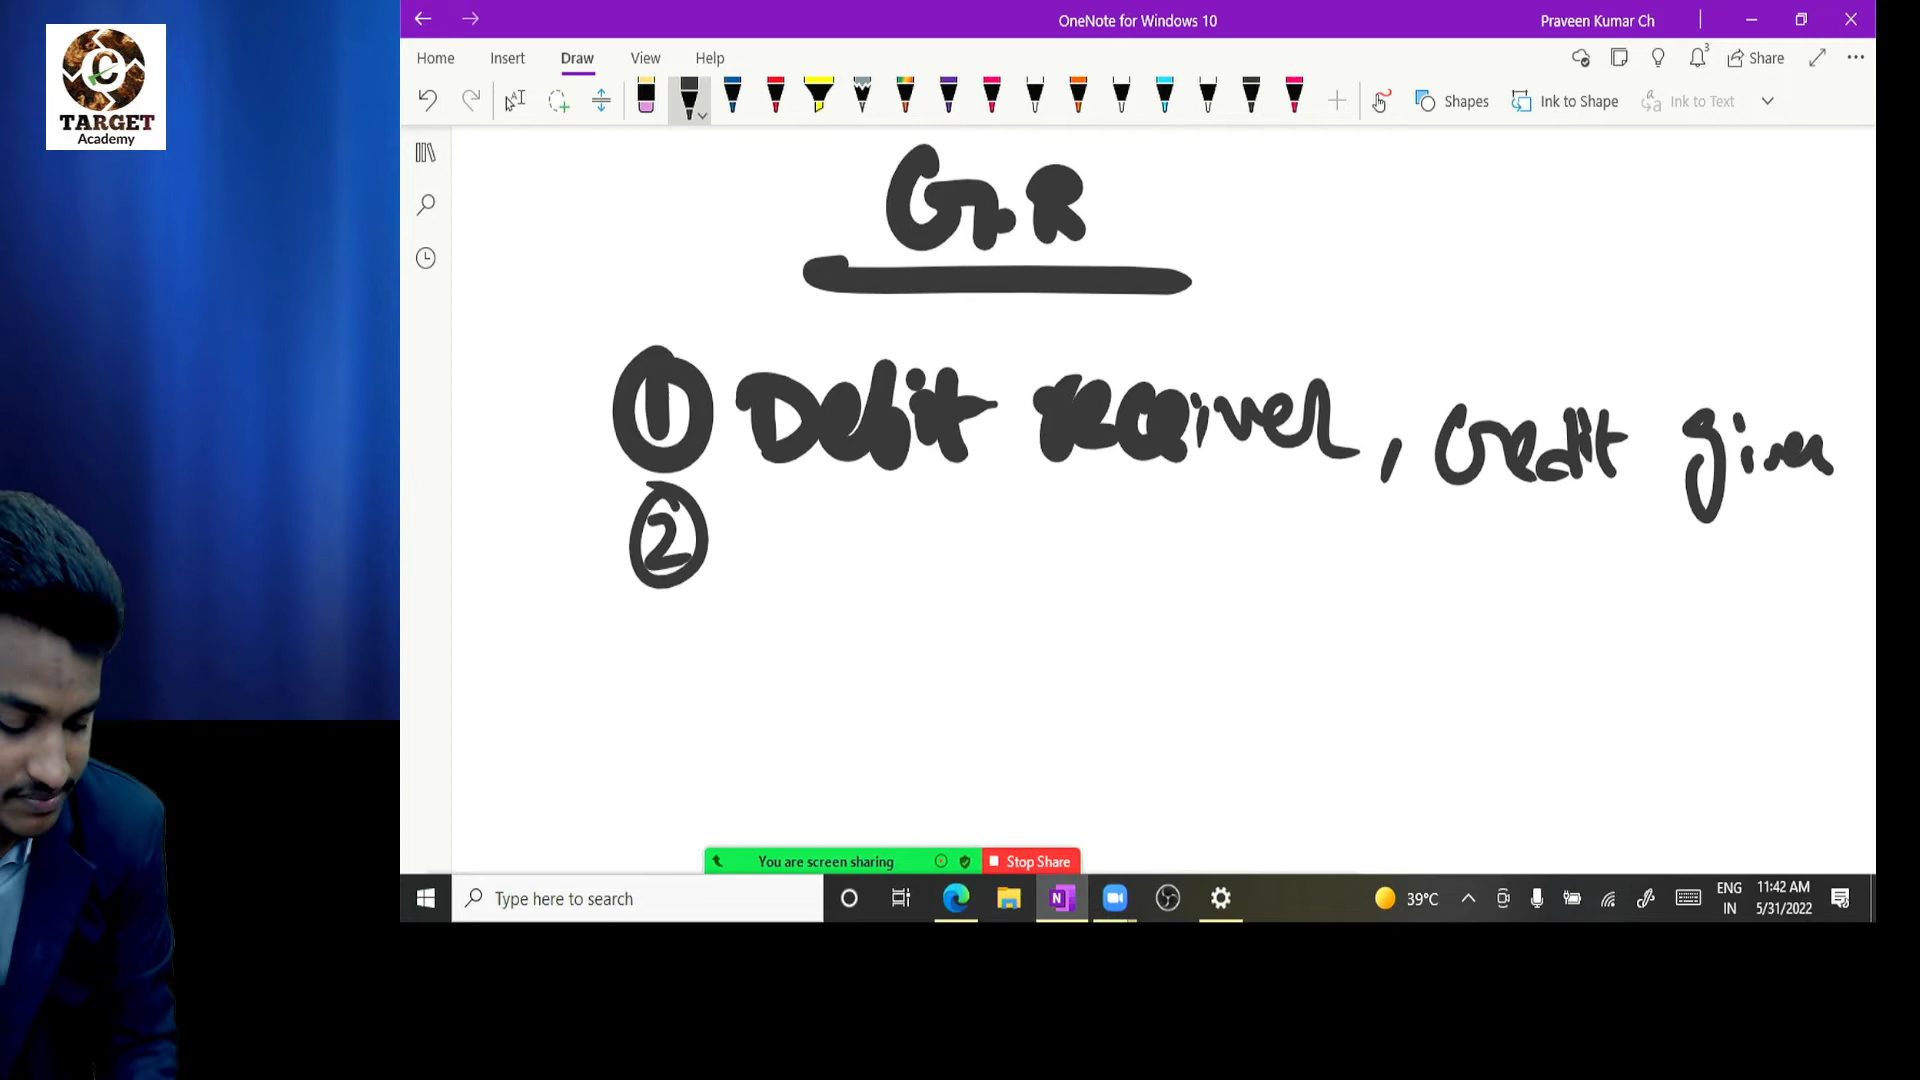 C
TARGET
Academy
OneNote for Windows 10
Praveen Kumar Ch
Home Insert Draw View Help
3
Share
Shapes
Ink to Shape
Ink to Text
G.R
1 Debit receiver, Credit giver
2
You are screen sharing
Stop Share
Type here to search
39°C
ENG
IN
11:42 AM
5/31/2022